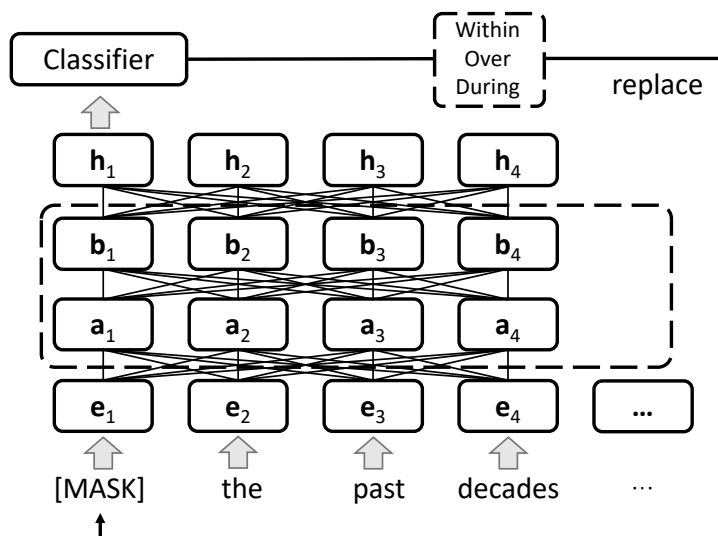 Classifier
Within
Over
During
replace
h1 h2 h3 h4
b1 b2 b3 b4
a1 a2 a3 a4
e1 e2 e3 e4 ...
[MASK] the past decades ...